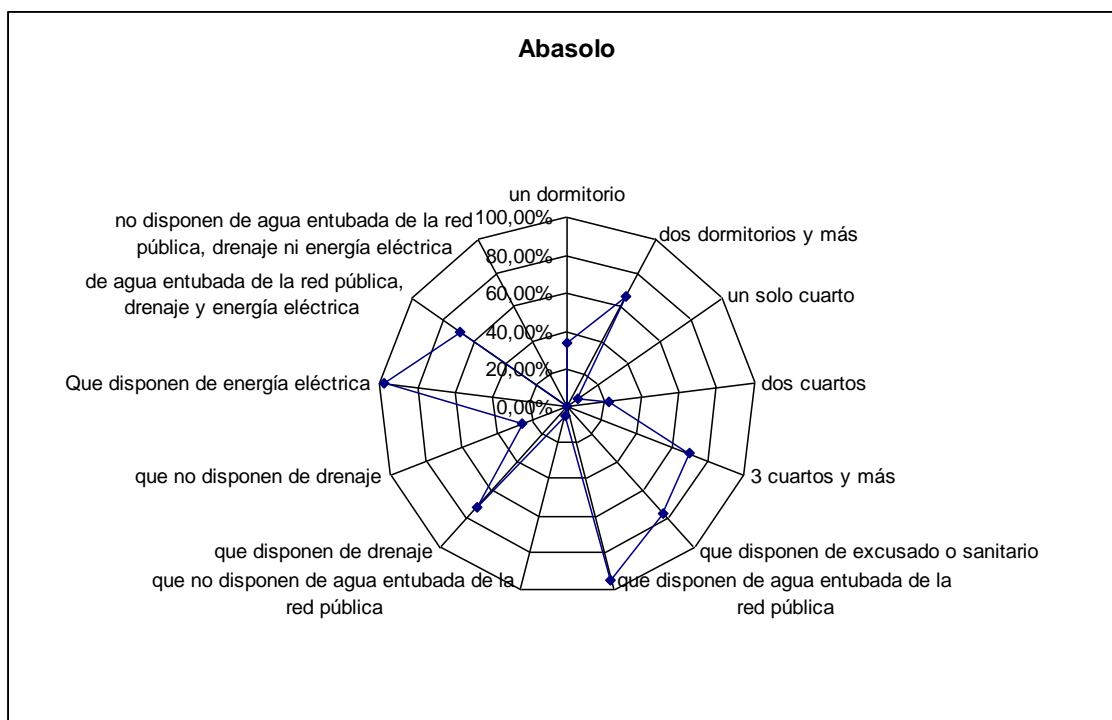 Abasolo
un dormitorio
100,00%
80,00%
60,00%
40,00%
20,00%
0,00%
dos dormitorios y más
un solo cuarto
dos cuartos
3 cuartos y más
que disponen de excusado o sanitario
que disponen de agua entubada de la
red pública
que no disponen de agua entubada de la
red pública
que disponen de drenaje
que no disponen de drenaje
Que disponen de energía eléctrica
de agua entubada de la red pública,
drenaje y energía eléctrica
no disponen de agua entubada de la red
pública, drenaje ni energía eléctrica